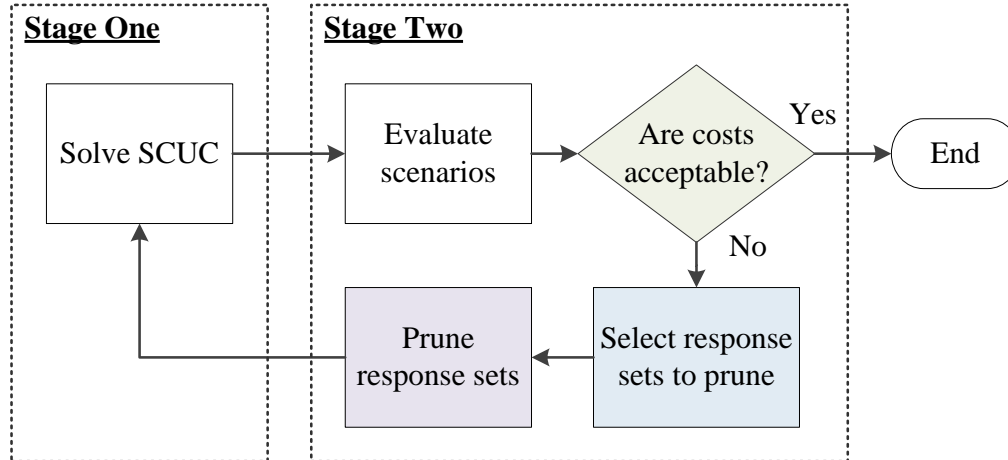 Stage One
Stage Two
Solve SCUC
Evaluate
scenarios
Are costs
acceptable?
Yes
End
No
Select response
sets to prune
Prune
response sets